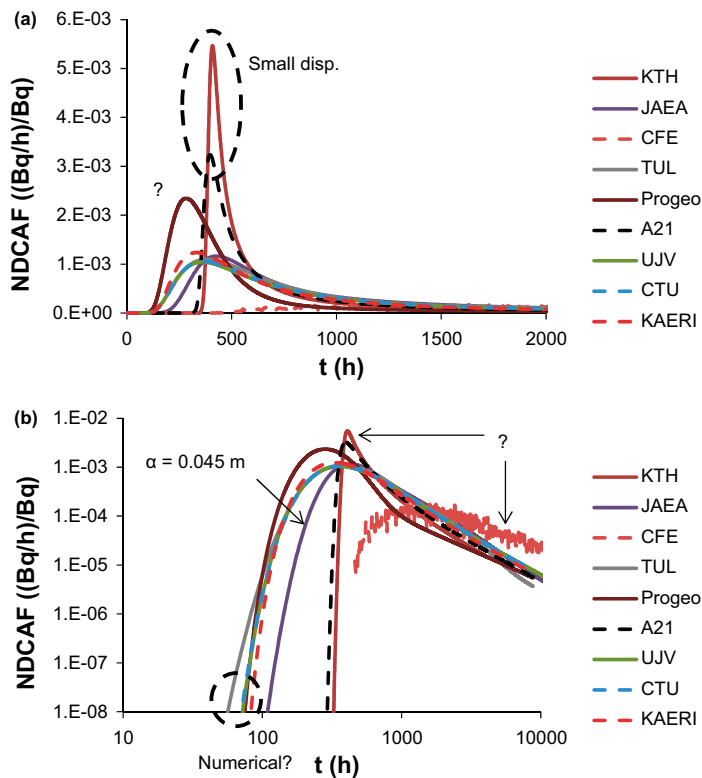 (a)
6.E-03
5.E-03
4.E-03
3.E-03
2.E-03
1.E-03
0.E+00
NDCAF ((Bq/h)/Bq)
Small disp.
?
0
500
1000
1500
2000
t (h)
KTH
JAEA
CFE
TUL
Progeo
A21
UJV
CTU
KAERI
(b)
1.E-02
1.E-03
1.E-04
1.E-05
1.E-06
1.E-07
1.E-08
NDCAF ((Bq/h)/Bq)
α = 0.045 m
?
10
100
1000
10000
Numerical?
t (h)
KTH
JAEA
CFE
TUL
Progeo
A21
UJV
CTU
KAERI